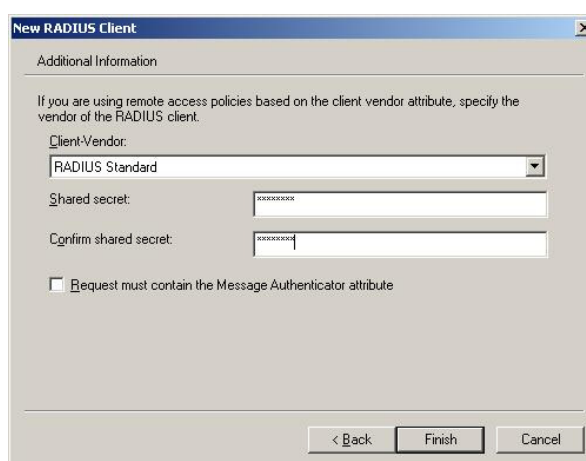 New RADIUS Client
Additional Information
If you are using remote access policies based on the client vendor attribute, specify the
vendor of the RADIUS client.
Client-Vendor:
RADIUS Standard
Shared secret: xxxxxxxx
Confirm shared secret: xxxxxxxx
Request must contain the Message Authenticator attribute
< Back Finish Cancel